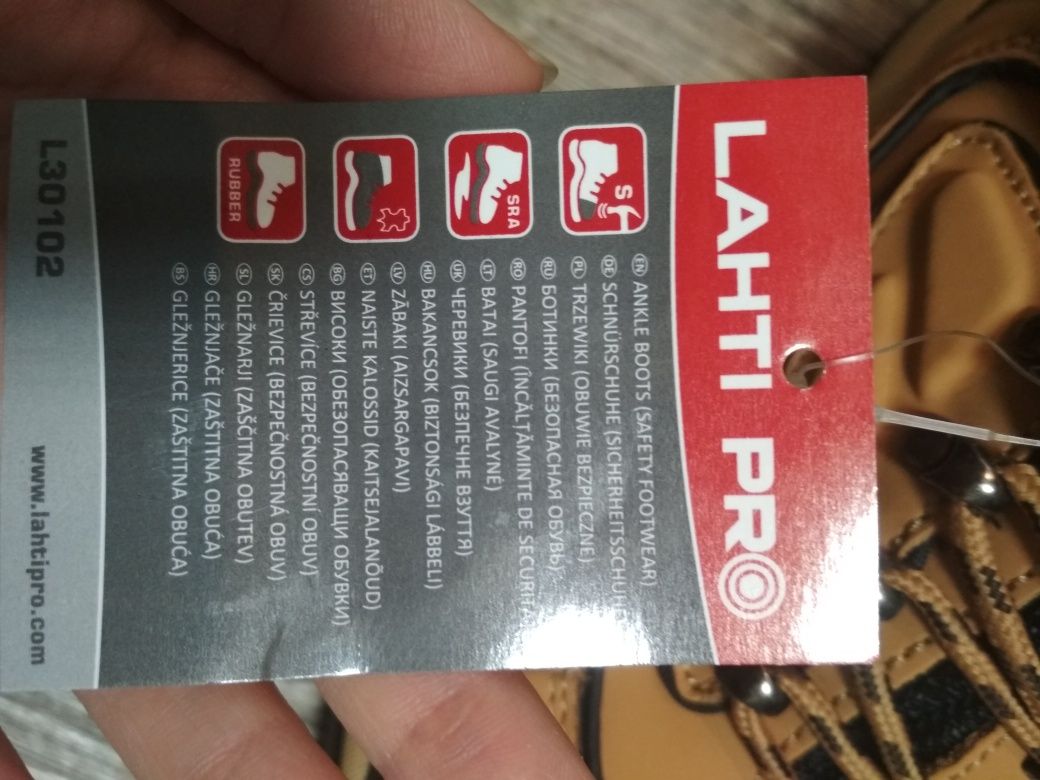 LAHTI PRO
S
SRA
RUBBER
EN ANKLE BOOTS (SAFETY FOOTWEAR)
DE SCHNÜRSCHUHE (SICHERHEITSSCHUHE
PL TRZEWIKI (OBUWIE BEZPIECZNE)
RU БОТИНКИ (БЕЗОПАСНАЯ ОБУВЬ)
RO PANTOFI (ÎNCĂLȚĂMINTE DE SECURITA
LT BATAI (SAUGI AVALYNĖ)
UK ЧЕРЕВИКИ (БЕЗПЕЧНЕ ВЗУТТЯ)
HU BAKANCSOK (BIZTONSÁGI LÁBBELI)
LV ZĀBAKI (AIZSARGAPAVI)
ET NAISTE KALOSSID (KAITSEJALANÕUD)
BG ВИСОКИ (ОБЕЗОПАСЯВАЩИ ОБУВКИ)
CS STŘEVÍCE (BEZPEČNOSTNÍ OBUV)
SK ČRIEVICE (BEZPEČNOSTNÁ OBUV)
SL GLEŽNARJI (ZAŠČITNA OBUTEV)
HR GLEŽNJAČE (ZAŠTITNA OBUĆA)
BS GLEŽNJERICE (ZAŠTITNA OBUĆA)
L30102
www.lahtipro.com